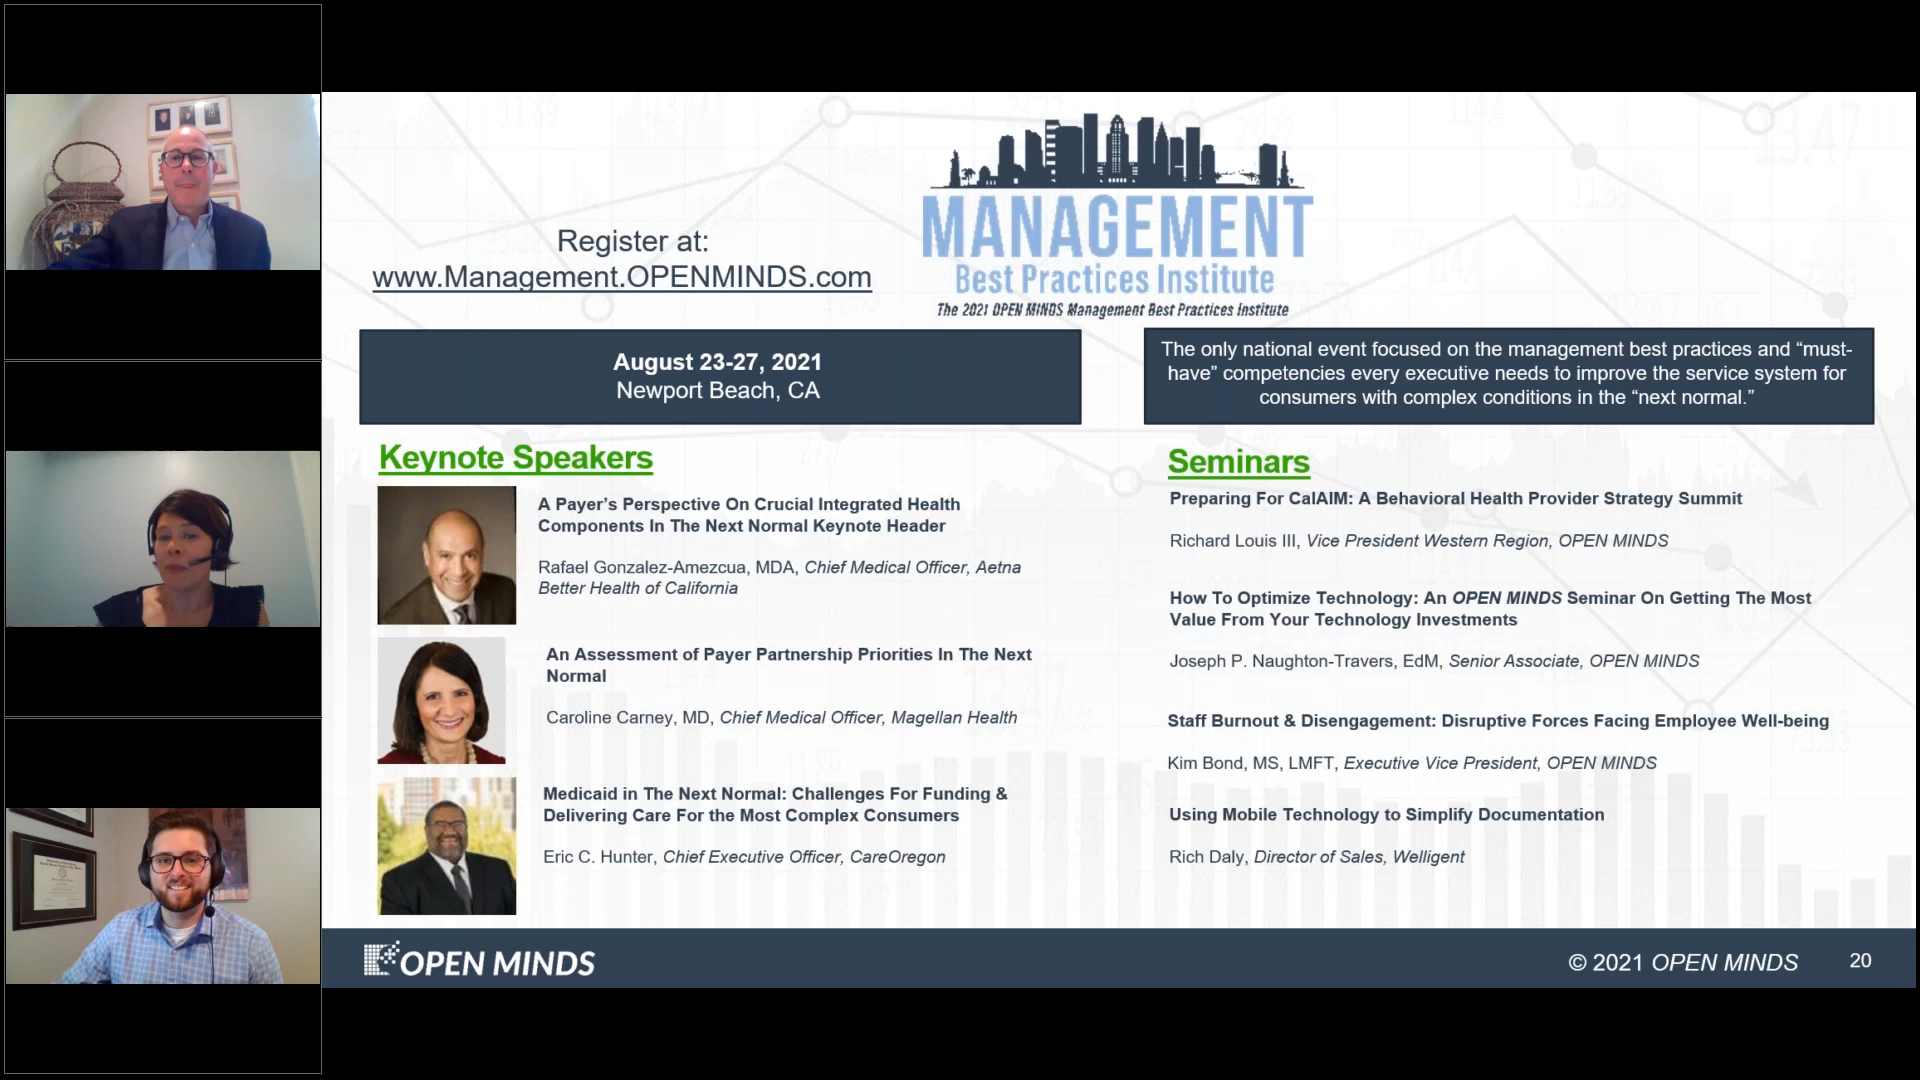 Register at:
www.Management.OPENMINDS.com
MANAGEMENT
Best Practices Institute
The 2021 OPEN MINDS Management Best Practices Institute
August 23-27, 2021
Newport Beach, CA
The only national event focused on the management best practices and “must-
have” competencies every executive needs to improve the service system for
consumers with complex conditions in the “next normal.”
Keynote Speakers
A Payer’s Perspective On Crucial Integrated Health
Components In The Next Normal Keynote Header
Rafael Gonzalez-Amezcua, MDA, Chief Medical Officer, Aetna
Better Health of California
An Assessment of Payer Partnership Priorities In The Next
Normal
Caroline Carney, MD, Chief Medical Officer, Magellan Health
Medicaid in The Next Normal: Challenges For Funding &
Delivering Care For the Most Complex Consumers
Eric C. Hunter, Chief Executive Officer, CareOregon
Seminars
Preparing For CalAIM: A Behavioral Health Provider Strategy Summit
Richard Louis III, Vice President Western Region, OPEN MINDS
How To Optimize Technology: An OPEN MINDS Seminar On Getting The Most
Value From Your Technology Investments
Joseph P. Naughton-Travers, EdM, Senior Associate, OPEN MINDS
Staff Burnout & Disengagement: Disruptive Forces Facing Employee Well-being
Kim Bond, MS, LMFT, Executive Vice President, OPEN MINDS
Using Mobile Technology to Simplify Documentation
Rich Daly, Director of Sales, Welligent
OPEN MINDS
© 2021 OPEN MINDS
20